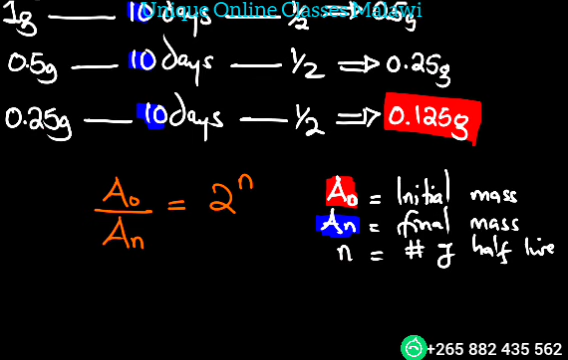 Unique Online Classes Malawi
1g — 10 days — 1/2 ⇒ 0.5g
0.5g — 10 days — 1/2 ⇒ 0.25g
0.25g — 10 days — 1/2 ⇒ 0.125g
A₀/Aₙ = 2ⁿ
A₀ = Initial mass
Aₙ = final mass
n = # of half live
+265 882 435 562